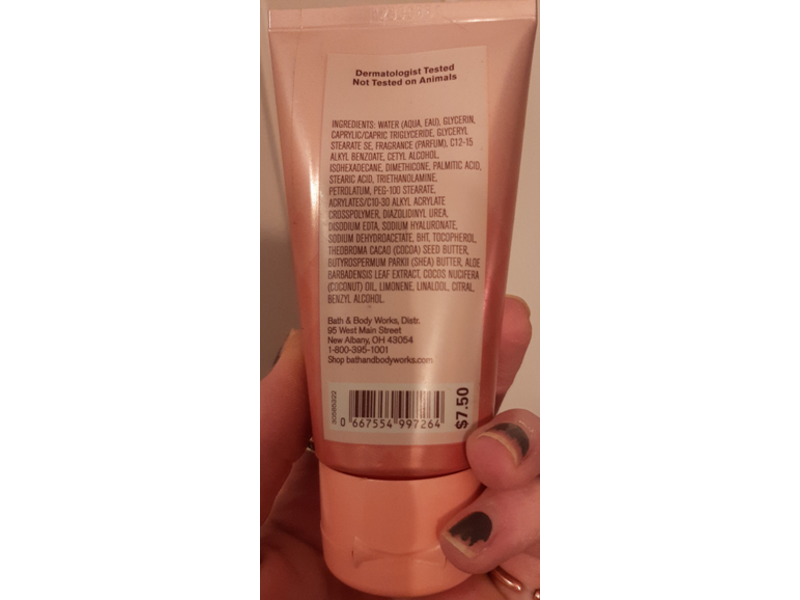 Dermatologist Tested
Not Tested on Animals
INGREDIENTS: WATER (AQUA, EAU), GLYCERIN,
CAPRYLIC/CAPRIC TRIGLYCERIDE, GLYCERYL
STEARATE SE, FRAGRANCE (PARFUM), C12-15
ALKYL BENZOATE, CETYL ALCOHOL,
ISOHEXADECANE, DIMETHICONE, PALMITIC ACID,
STEARIC ACID, TRIETHANOLAMINE,
PETROLATUM, PEG-100 STEARATE,
ACRYLATES/C10-30 ALKYL ACRYLATE
CROSSPOLYMER, DIAZOLIDINYL UREA,
DISODIUM EDTA, SODIUM HYALURONATE,
SODIUM DEHYDROACETATE, BHT, TOCOPHEROL,
THEOBROMA CACAO (COCOA) SEED BUTTER,
BUTYROSPERMUM PARKII (SHEA) BUTTER, ALOE
BARBADENSIS LEAF EXTRACT, COCOS NUCIFERA
(COCONUT) OIL, LIMONENE, LINALOOL, CITRAL,
BENZYL ALCOHOL.
Bath & Body Works, Distr.
95 West Main Street
New Albany, OH 43054
1-800-395-1001
Shop bathandbodyworks.com
0 667554 997264
$7.50